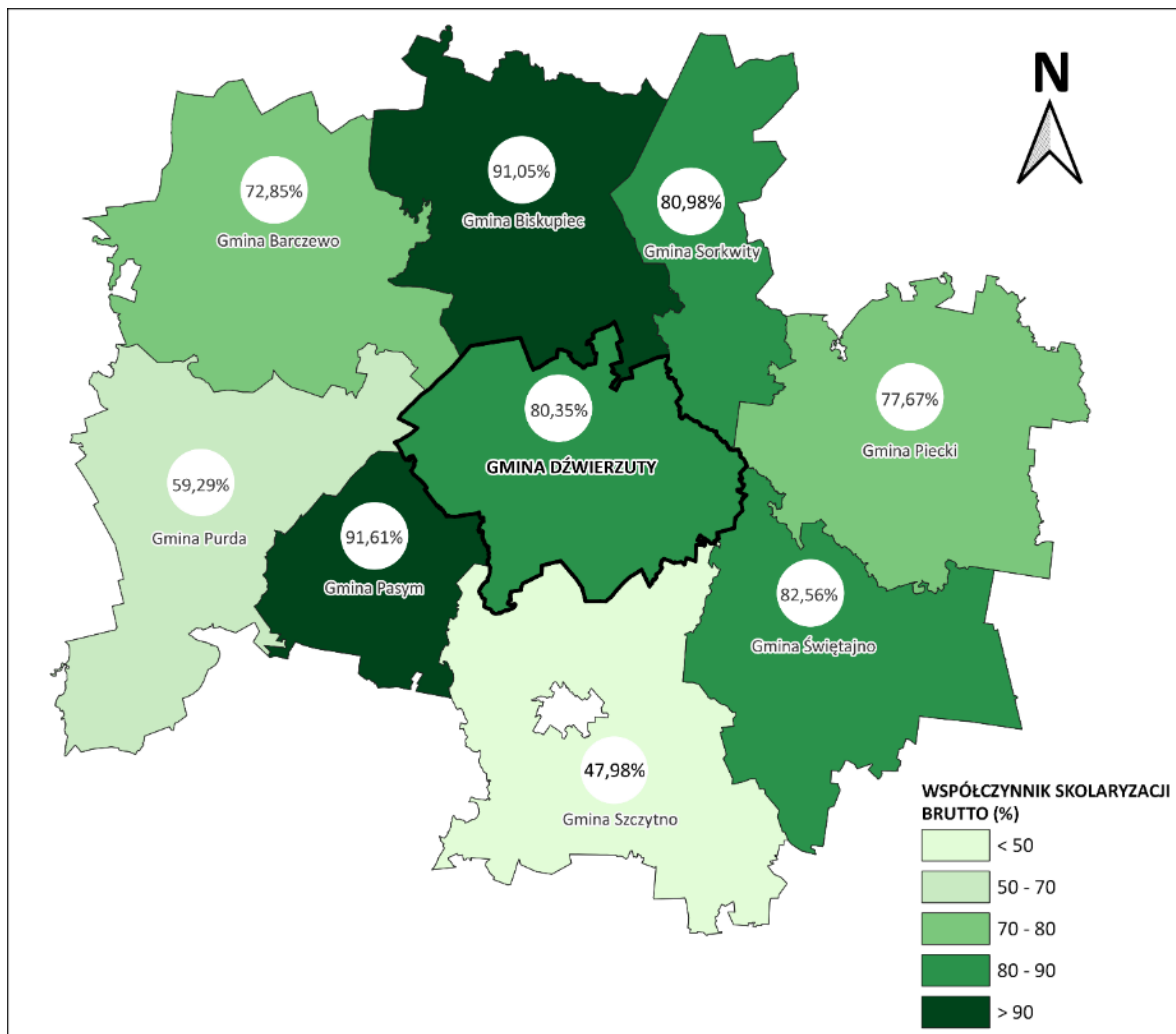 N
91,05%
Gmina Biskupiec
72,85%
Gmina Barczewo
80,98%
Gmina Sorkwity
77,67%
Gmina Piecki
80,35%
GMINA DŹWIERZUTY
59,29%
Gmina Purda
91,61%
Gmina Pasym
82,56%
Gmina Świętajno
47,98%
Gmina Szczytno
WSPÓŁCZYNNIK SKOLARYZACJI
BRUTTO (%)
< 50
50 - 70
70 - 80
80 - 90
> 90